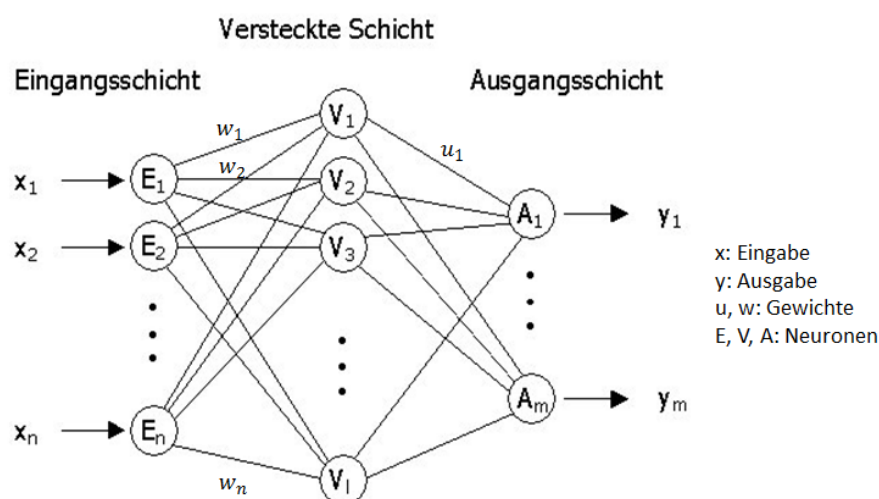 Versteckte Schicht
Eingangsschicht
Ausgangsschicht
w₁
w₂
u₁
x₁
x₂
xₙ
E₁
E₂
Eₙ
wₙ
V₁
V₂
V₃
Vₗ
A₁
Aₘ
y₁
yₘ
x: Eingabe
y: Ausgabe
u, w: Gewichte
E, V, A: Neuronen